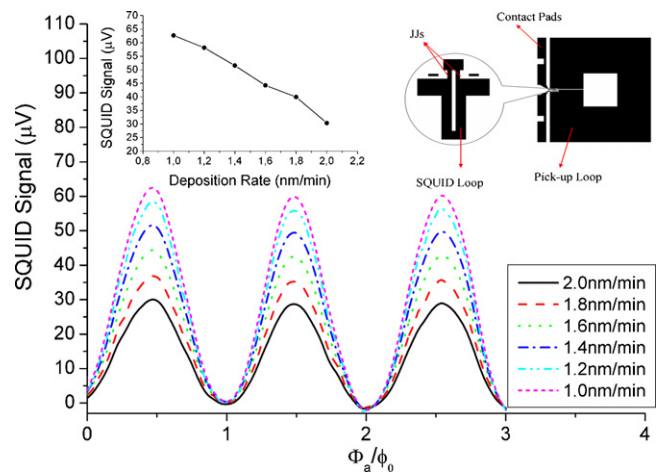 110
100
90
80
70
60
50
40
30
20
10
0
SQUID Signal (µV)
0
1
2
3
4
Φa/ϕ0
70
65
60
55
50
45
40
35
30
25
20
SQUID Signal (µV)
0,8
1,0
1,2
1,4
1,6
1,8
2,0
2,2
Deposition Rate (nm/min)
Contact Pads
JJs
SQUID Loop
Pick-up Loop
2.0nm/min
1.8nm/min
1.6nm/min
1.4nm/min
1.2nm/min
1.0nm/min